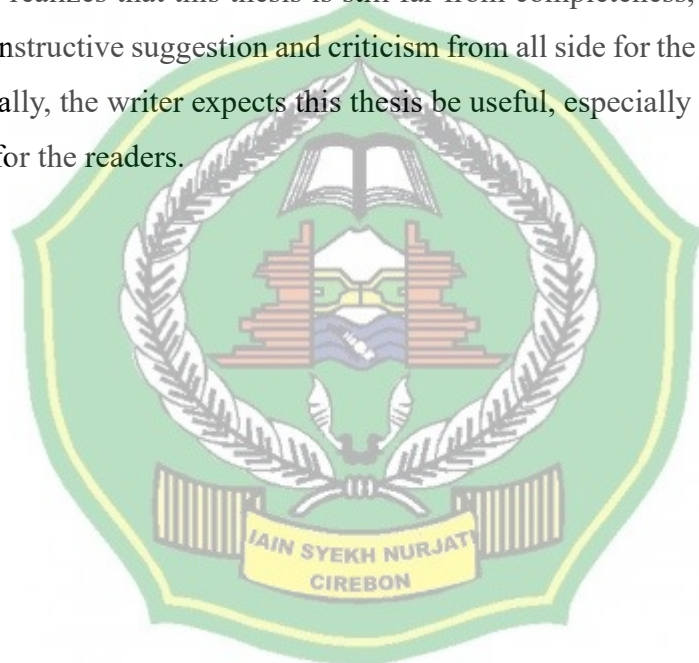 realizes that this thesis is still far from completeness,
nstructive suggestion and criticism from all side for the
ally, the writer expects this thesis be useful, especially
for the readers.
IAIN SYEKH NURJATI
CIREBON